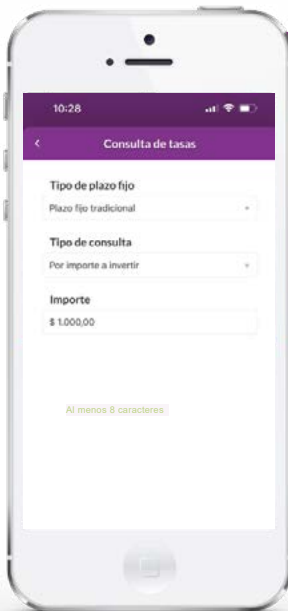 10:28
Consulta de tasas
Tipo de plazo fijo
Plazo fijo tradicional
Tipo de consulta
Por importe a invertir
Importe
$ 1.000,00
Al menos 8 caracteres